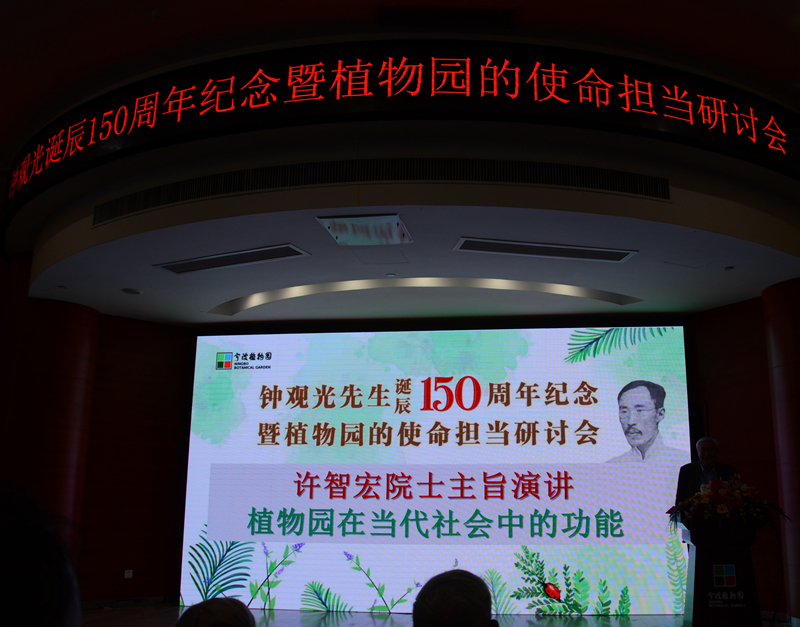 钟观光诞辰150周年纪念暨植物园的使命担当研讨会
宁波植物园
NINGBO
BOTANICAL GARDEN
钟观光先生诞辰150周年纪念
暨植物园的使命担当研讨会
许智宏院士主旨演讲
植物园在当代社会中的功能
宁波植物园